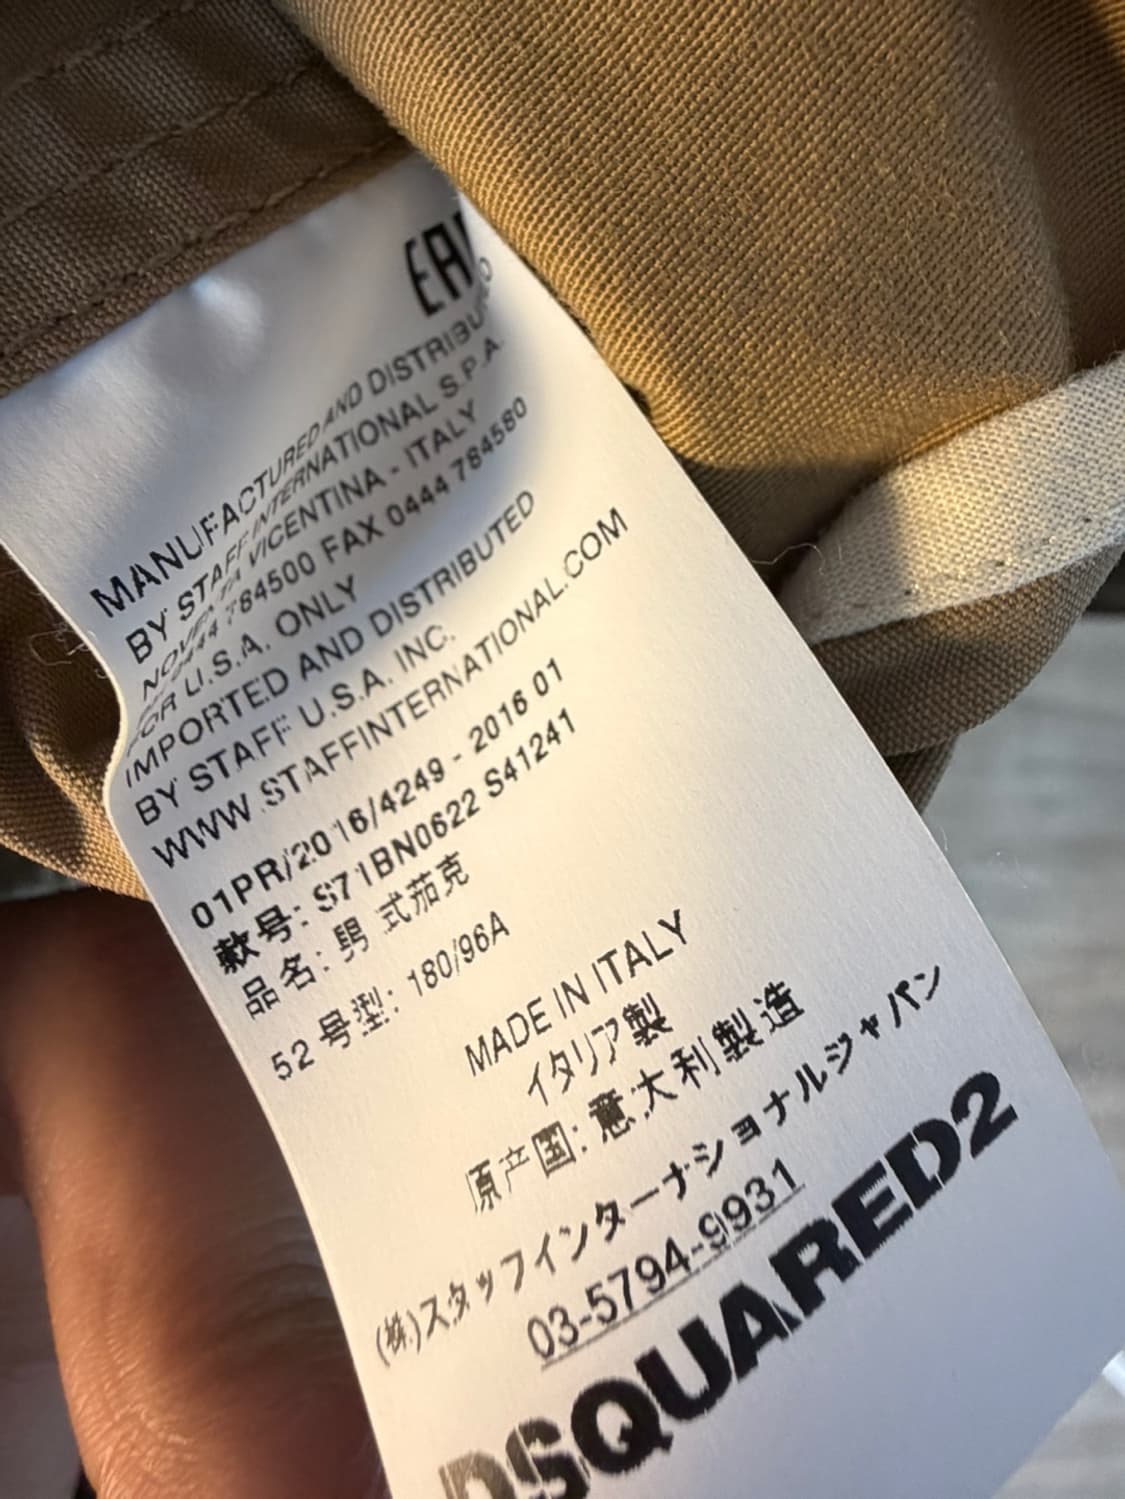 EAC
MANUFACTURED AND DISTRIBU
BY STAFF INTERNATIONAL S.P.A.
NOVENTA VICENTINA - ITALY
0444 784500 FAX 0444 784580
FOR U.S.A. ONLY
IMPORTED AND DISTRIBUTED
BY STAFF U.S.A. INC.
WWW.STAFFINTERNATIONAL.COM
01PR/2016/4249 - 2016 01
款号: S71BN0622 S41241
品名: 男 式茄克
52 号型: 180/96A
MADE IN ITALY
イタリア製
原产国: 意大利製造
(株)スタッフインターナショナルジャパン
03-5794-9931
DSQUARED2